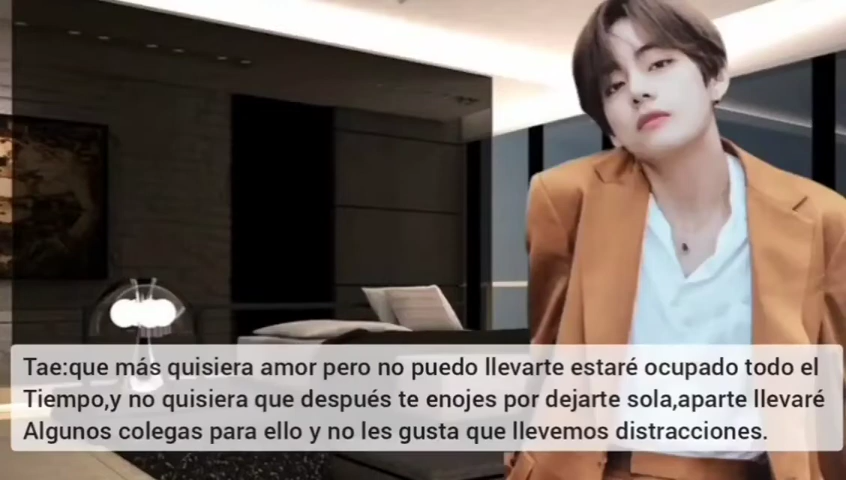 Tae:que más quisiera amor pero no puedo llevarte estaré ocupado todo el
Tiempo,y no quisiera que después te enojes por dejarte sola,aparte llevaré
Algunos colegas para ello y no les gusta que llevemos distracciones.